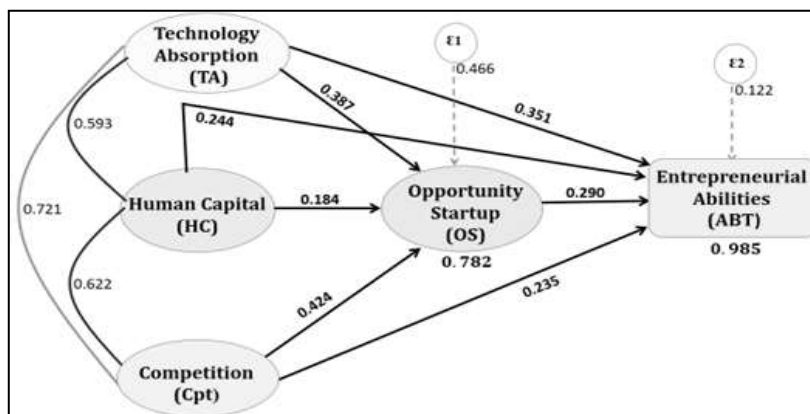 Technology
Absorption
(TA)
ε1
0.466
ε2
0.122
0.387
0.351
0.593
0.244
Human Capital
(HC)
0.184
Opportunity
Startup
(OS)
0.782
0.290
Entrepreneurial
Abilities
(ABT)
0.985
0.721
0.622
0.424
0.235
Competition
(Cpt)